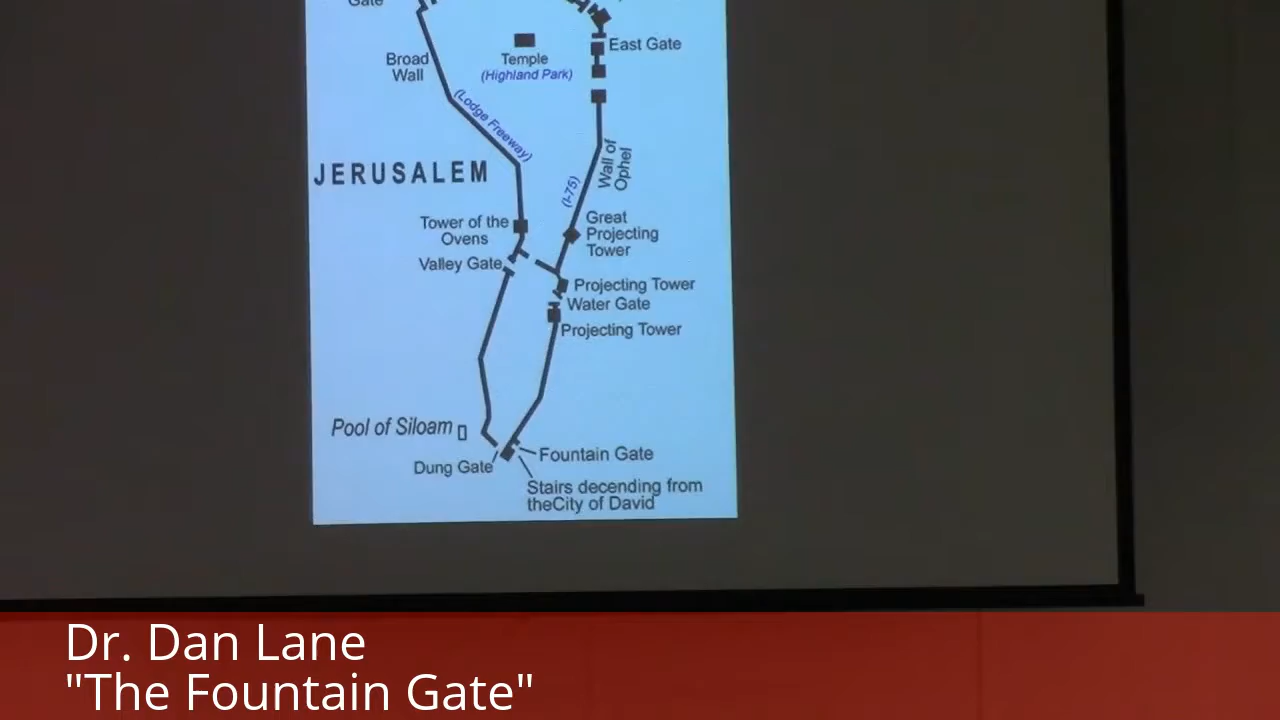 Gate
East Gate
Broad
Wall
Temple
(Highland Park)
(Lodge Freeway)
Wall of
Ophel
JERUSALEM
(I-75)
Tower of the
Ovens
Great
Projecting
Tower
Valley Gate
Projecting Tower
Water Gate
Projecting Tower
Pool of Siloam
Fountain Gate
Dung Gate
Stairs decending from
theCity of David
Dr. Dan Lane
"The Fountain Gate"